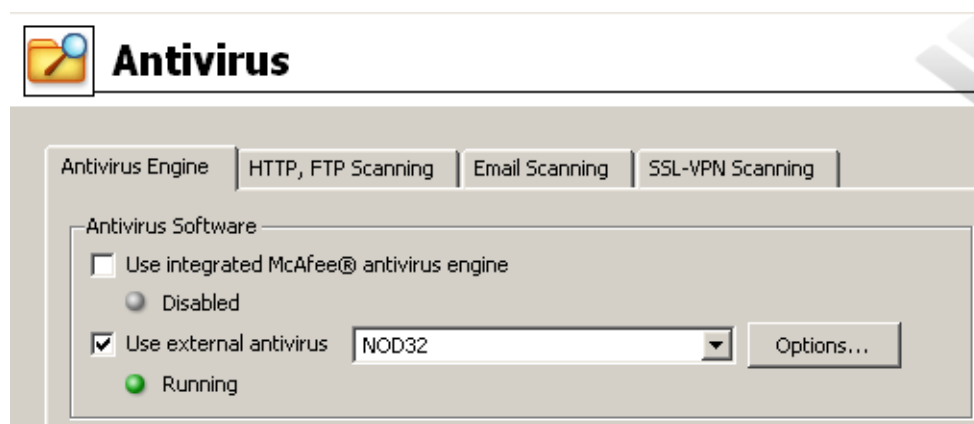 Antivirus
Antivirus Engine HTTP, FTP Scanning Email Scanning SSL-VPN Scanning
Antivirus Software
Use integrated McAfee® antivirus engine
Disabled
Use external antivirus NOD32 Options...
Running